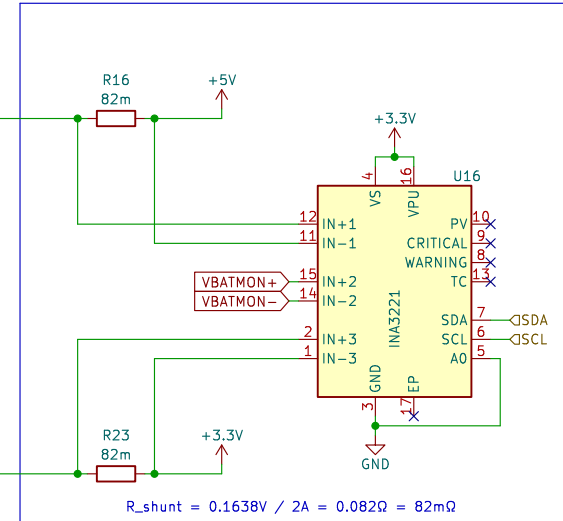 R16
82m
+5V
+3.3V
U16
4
16
VS
VPU
12
IN+1
PV
10
11
IN-1
CRITICAL
9
WARNING
8
VBATMON+
15
IN+2
TC
13
VBATMON-
14
IN-2
INA3221
SDA
7
SDA
2
IN+3
SCL
6
SCL
1
IN-3
A0
5
GND
EP
3
17
R23
82m
+3.3V
GND
R_shunt = 0.1638V / 2A = 0.082Ω = 82mΩ